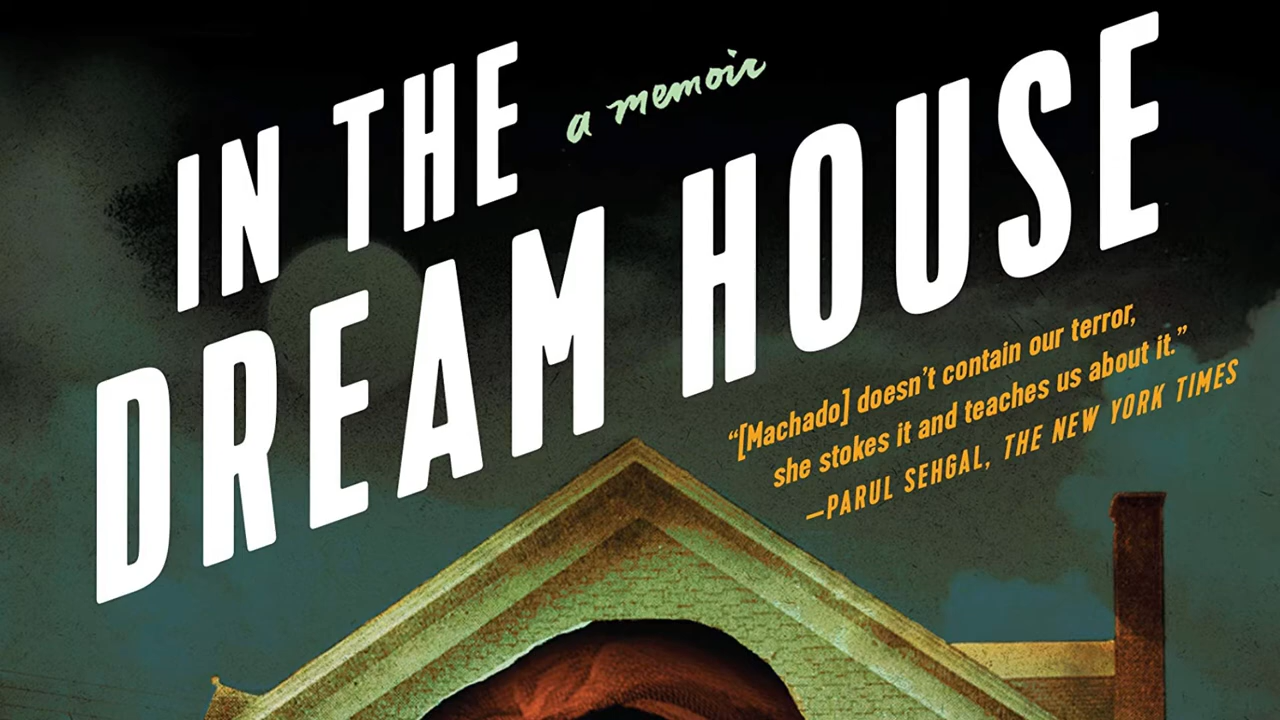 IN THE
a memoir
DREAM HOUSE
“[Machado] doesn’t contain our terror,
she stokes it and teaches us about it.”
—PARUL SEHGAL, THE NEW YORK TIMES